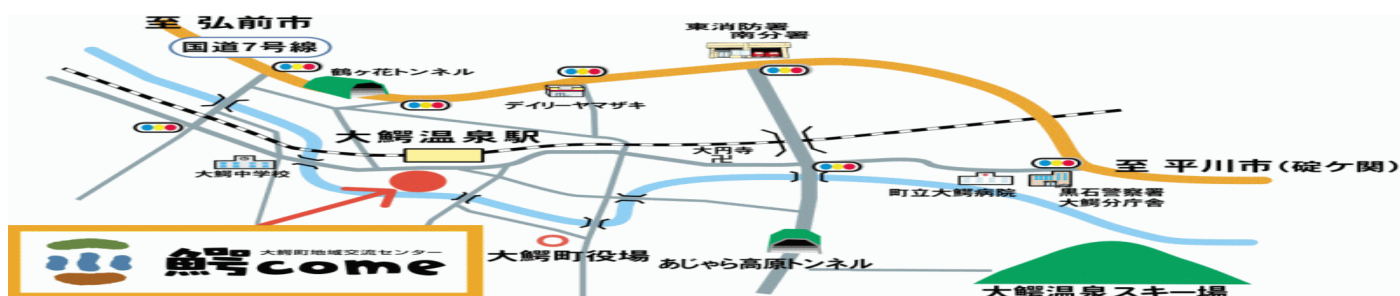 至 弘前市
国道7号線
鶴ヶ花トンネル
東消防署
南分署
デイリーヤマザキ
大鰐温泉駅
大円寺
卍
至 平川市(碇ケ関)
大鰐中学校
町立大鰐病院
黒石警察署
大鰐分庁舎
大鰐町地域交流センター
鰐come
大鰐町役場
あじゃら高原トンネル
大鰐温泉スキー場